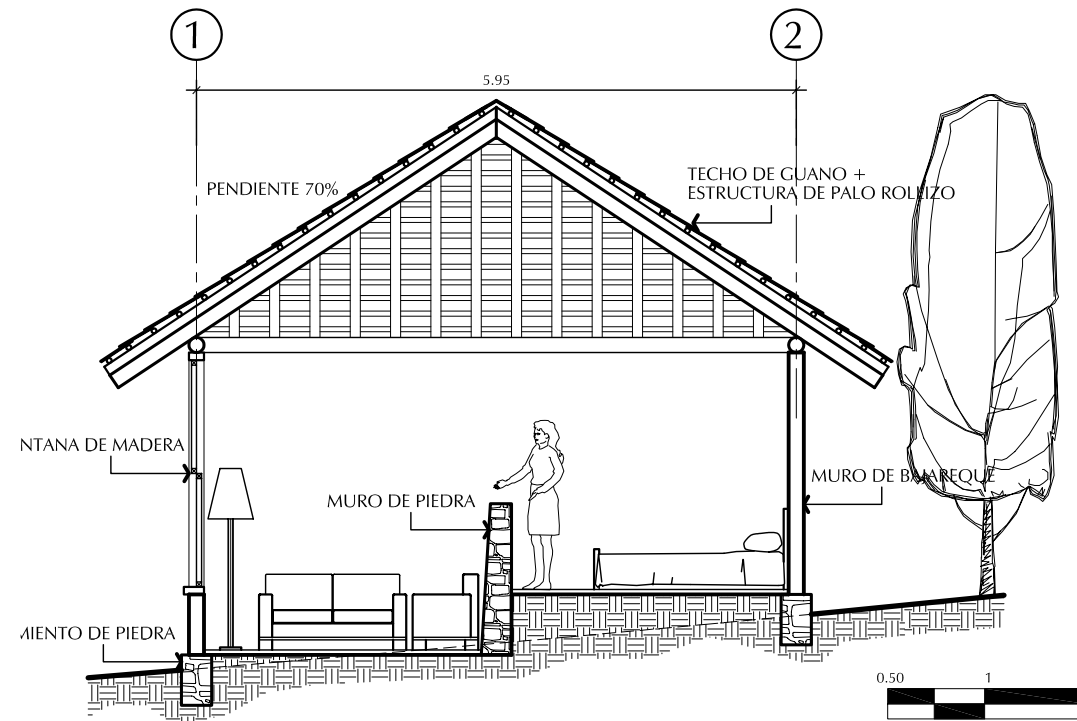 1
2
5.95
PENDIENTE 70%
TECHO DE GUANO +
ESTRUCTURA DE PALO ROLLIZO
NTANA DE MADERA
MURO DE PIEDRA
MURO DE BAJAREQUE
MIENTO DE PIEDRA
0.50
1